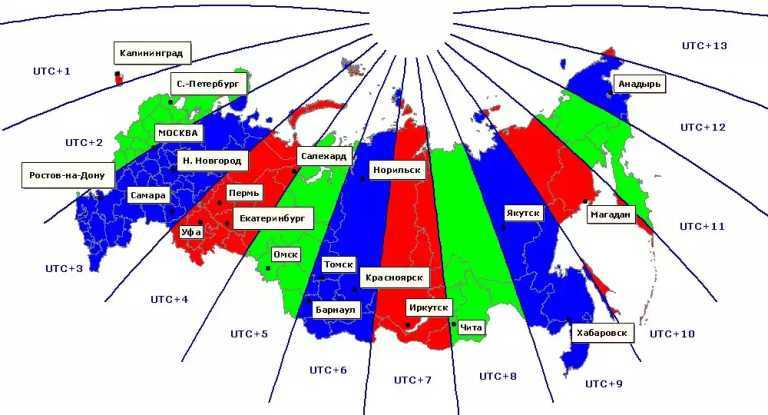 UTC+13
Калининград
UTC+1
С.-Петербург
Анадырь
UTC+12
UTC+2
МОСКВА
Н. Новгород
Салехард
Норильск
Ростов-на-Дону
Самара
Пермь
Екатеринбург
Уфа
Якутск
Магадан
UTC+11
Омск
Томск
Красноярск
UTC+3
UTC+4
Барнаул
Иркутск
Чита
Хабаровск
UTC+10
UTC+5
UTC+6
UTC+7
UTC+8
UTC+9